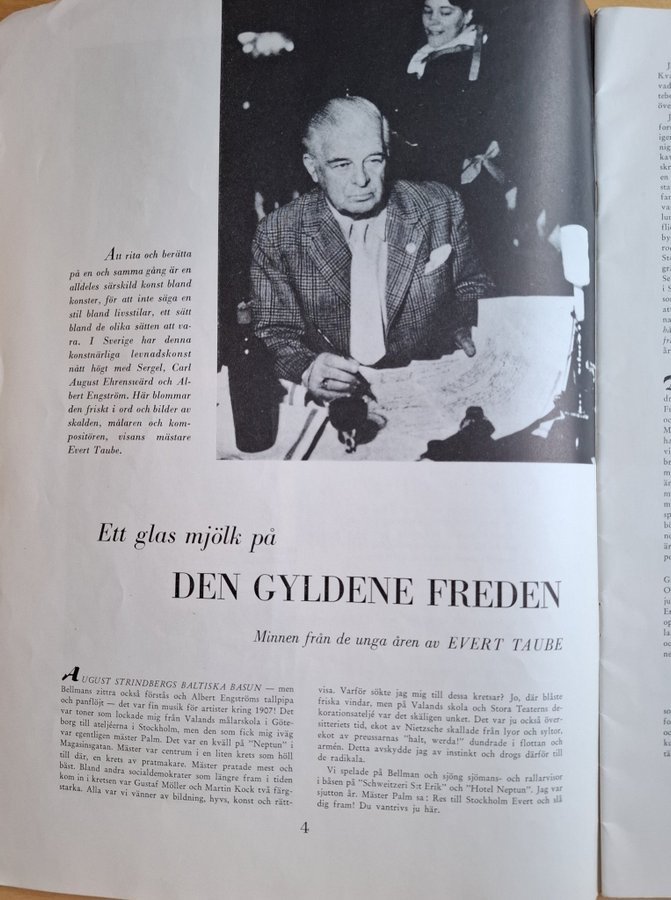 Att rita och berätta
på en och samma gång är en
alldeles särskild konst bland
konster, för att inte säga en
stil bland livsstilar, ett sätt
bland de olika sätten att va-
ra. I Sverige har denna
konstnärliga levnadskonst
nått högt med Sergel, Carl
August Ehrensvärd och Al-
bert Engström. Här blommar
den friskt i ord och bilder av
skalden, målaren och kom-
positören, visans mästare
Evert Taube.
Ett glas mjölk på
DEN GYLDENE FREDEN
Minnen från de unga åren av EVERT TAUBE
AUGUST STRINDBERGS BALTISKA BASUN — men
Bellmans zittra också förstås och Albert Engströms tallpipa
och panflöjt — det var fin musik för artister kring 1907! Det
var toner som lockade mig från Valands målarskola i Göte-
borg till ateljéerna i Stockholm, men den som fick mig iväg
var egentligen mäster Palm. Det var en kväll på "Neptun" i
Magasinsgatan. Mäster var centrum i en liten krets som höll
till där, en krets av pratmakare. Mäster pratade mest och
bäst. Bland andra socialdemokrater som längre fram i tiden
kom in i kretsen var Gustaf Möller och Martin Kock två färg-
starka. Alla var vi vänner av bildning, hyvs, konst och rätt-
visa. Varför sökte jag mig till dessa kretsar? Jo, där blåste
friska vindar, men på Valands skola och Stora Teaterns de-
korationsateljé var det skäligen unket. Det var ju också över-
sitteriets tid, ekot av Nietzsche skallade från lyor och syltor,
ekot av preussarnas "halt, werda!" dundrade i flottan och
armén. Detta avskydde jag av instinkt och drogs därför till
de radikala.
Vi spelade på Bellman och sjöng sjömans- och rallarvisor
i båsen på "Schweitzeri S:t Erik" och "Hotel Neptun". Jag var
sjutton år. Mäster Palm sa: Res till Stockholm Evert och slå
dig fram! Du vantrivs ju här.
4